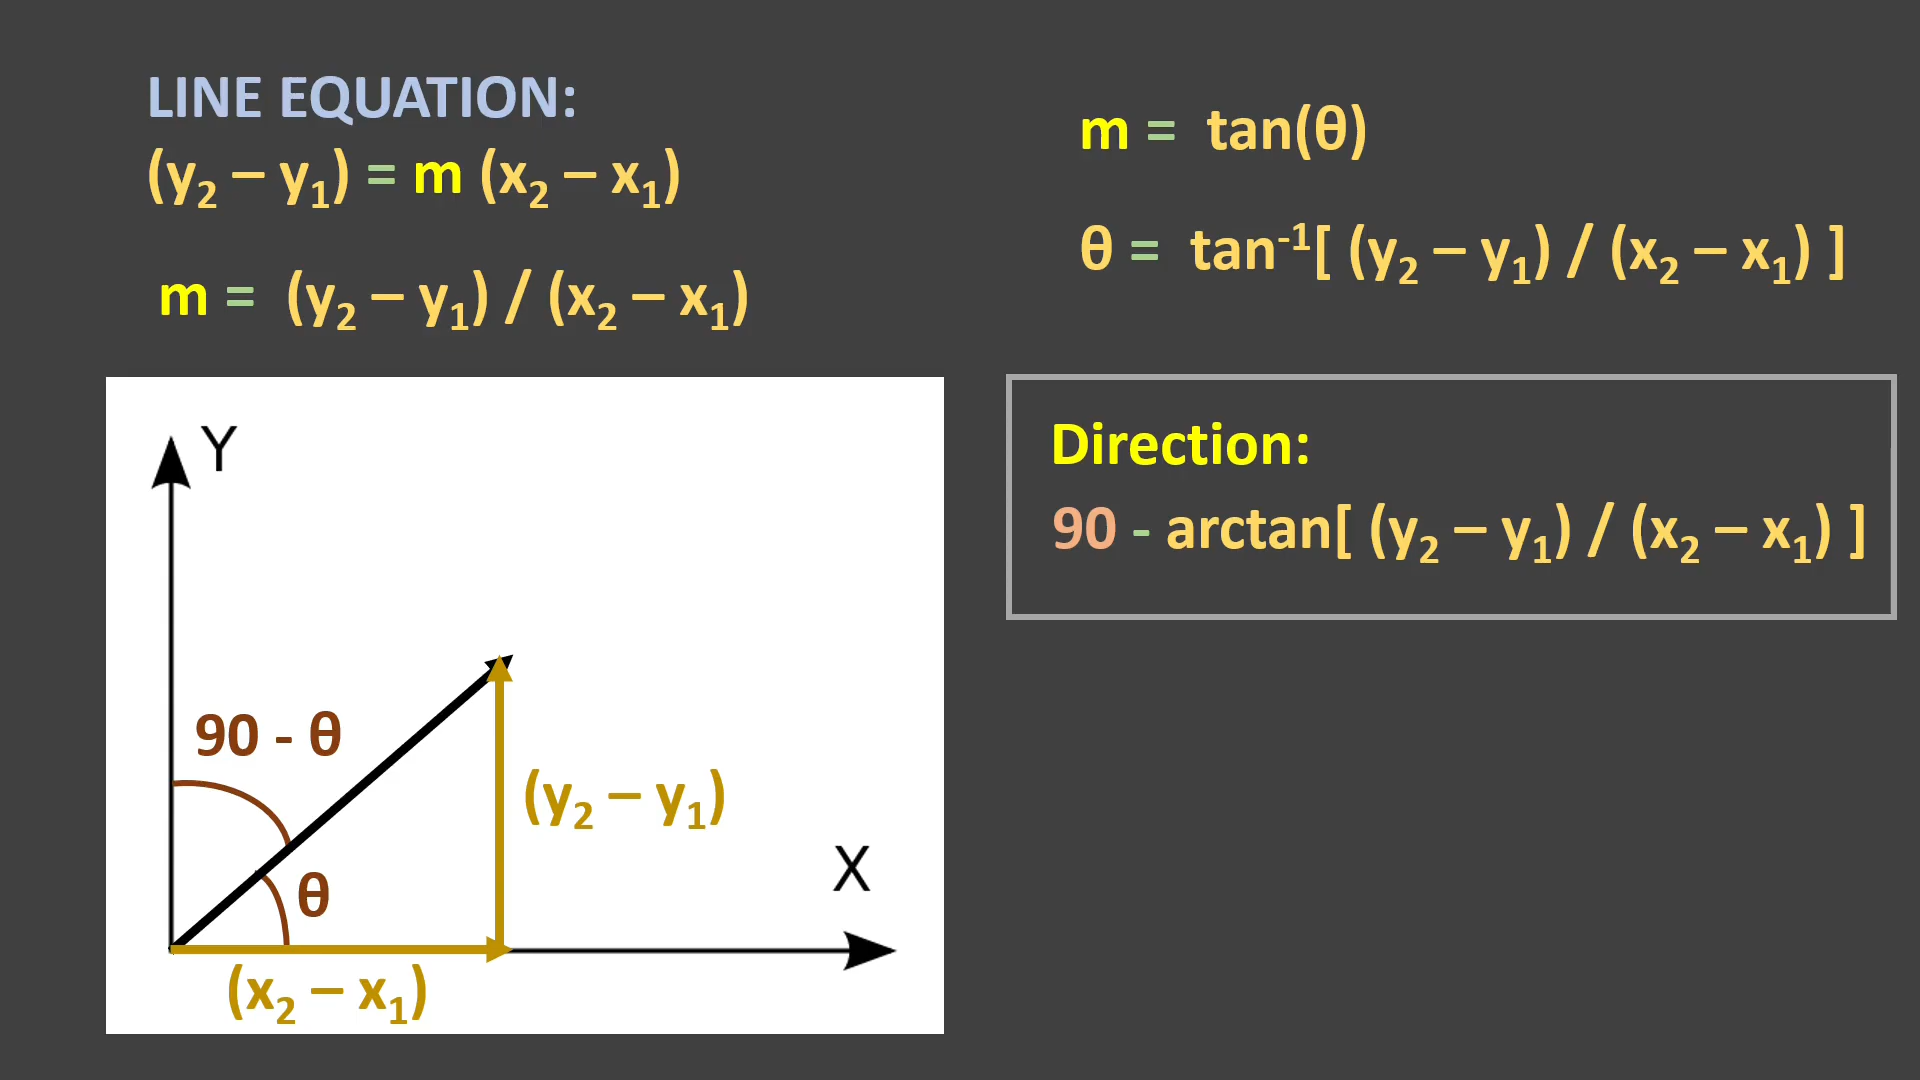 LINE EQUATION:
(y₂ – y₁) = m (x₂ – x₁)
m = (y₂ – y₁) / (x₂ – x₁)
m = tan(θ)
θ = tan⁻¹[ (y₂ – y₁) / (x₂ – x₁) ]
Direction:
90 - arctan[ (y₂ – y₁) / (x₂ – x₁) ]
Y
90 - θ
(y₂ – y₁)
X
θ
(x₂ – x₁)